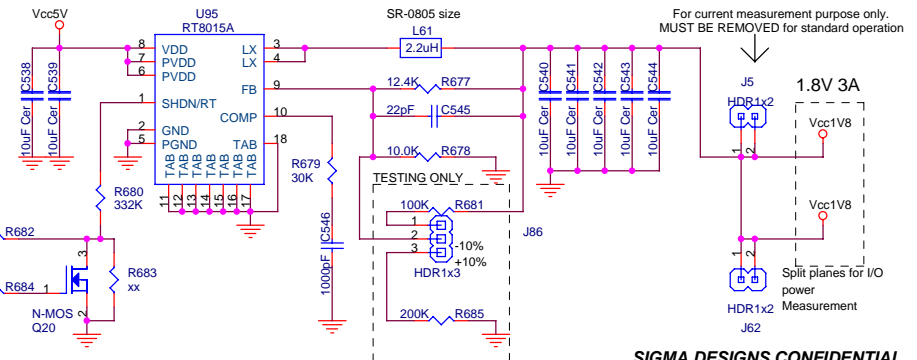 Vcc5V
U95
RT8015A
SR-0805 size
L61
2.2uH
For current measurement purpose only.
MUST BE REMOVED for standard operation
C538
C539
10uF Cer
10uF Cer
8
7
6
1
2
5
VDD
PVDD
PVDD
SHDN/RT
GND
PGND
LX
LX
FB
COMP
TAB
3
4
9
10
18
TAB
TAB
TAB
TAB
TAB
TAB
TAB
11
12
13
14
15
16
17
12.4K
R677
22pF
C545
10.0K
R678
C540
C541
C542
C543
C544
10uF Cer
10uF Cer
10uF Cer
10uF Cer
10uF Cer
J5
HDR1x2
1
2
1.8V 3A
Vcc1V8
R679
30K
C546
1000pF
R680
332K
TESTING ONLY
100K
R681
1
2
3
-10%
+10%
HDR1x3
J86
200K
R685
R682
R684
1
3
2
R683
xx
N-MOS
Q20
Vcc1V8
1
2
HDR1x2
J62
Split planes for I/O
power
Measurement
SIGMA DESIGNS CONFIDENTIAL